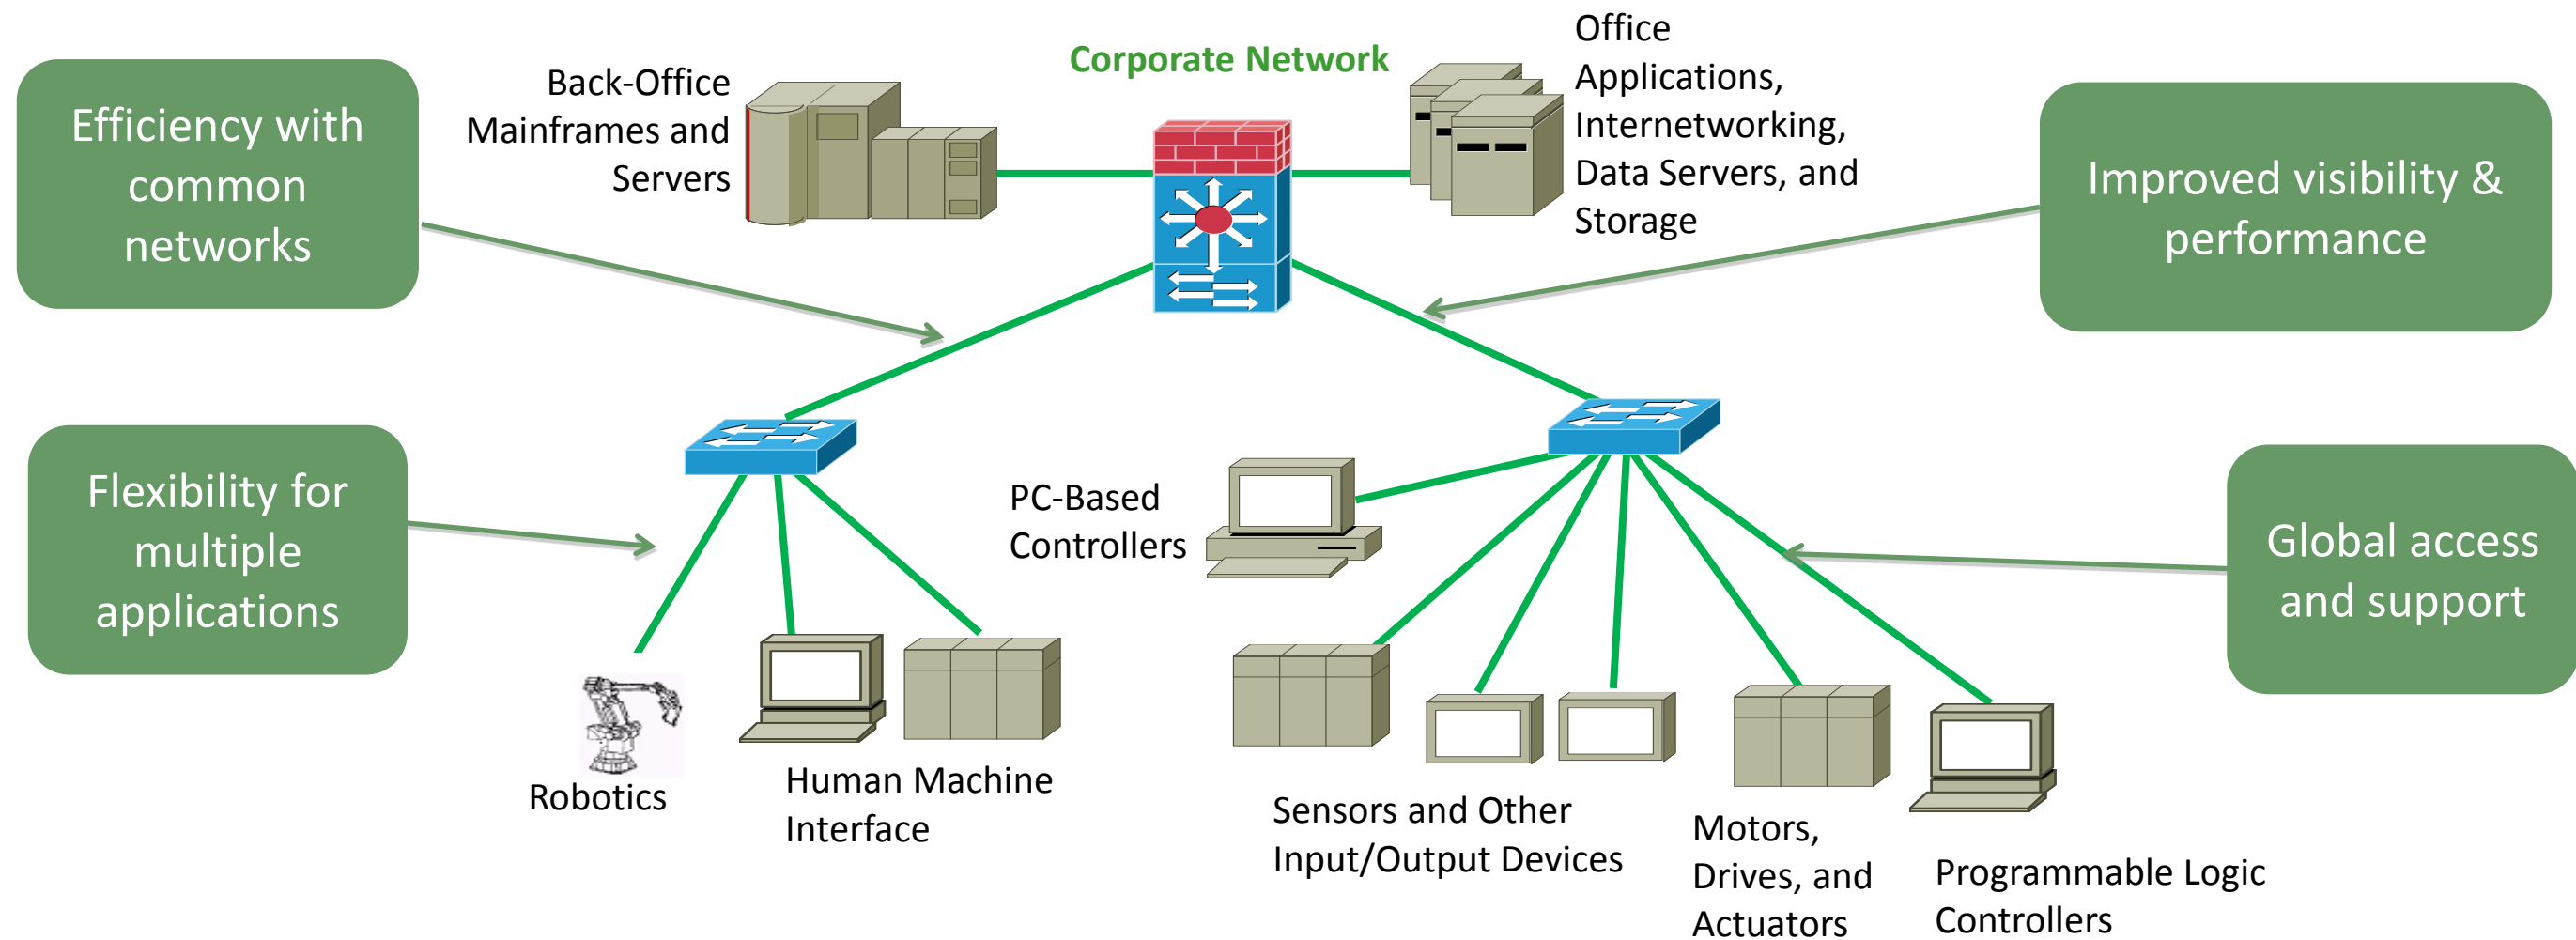 Corporate Network
Efficiency with
common
networks
Back-Office
Mainframes and
Servers
Office
Applications,
Internetworking,
Data Servers, and
Storage
Improved visibility &
performance
Flexibility for
multiple
applications
PC-Based
Controllers
Global access
and support
Robotics
Human Machine
Interface
Sensors and Other
Input/Output Devices
Motors,
Drives, and
Actuators
Programmable Logic
Controllers